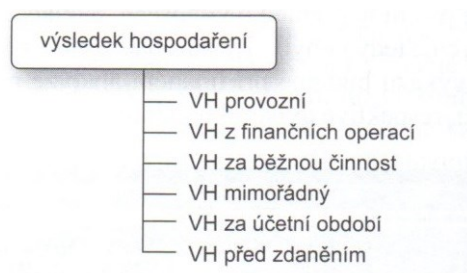 výsledek hospodaření
VH provozní
VH z finančních operací
VH za běžnou činnost
VH mimořádný
VH za účetní období
VH před zdaněním